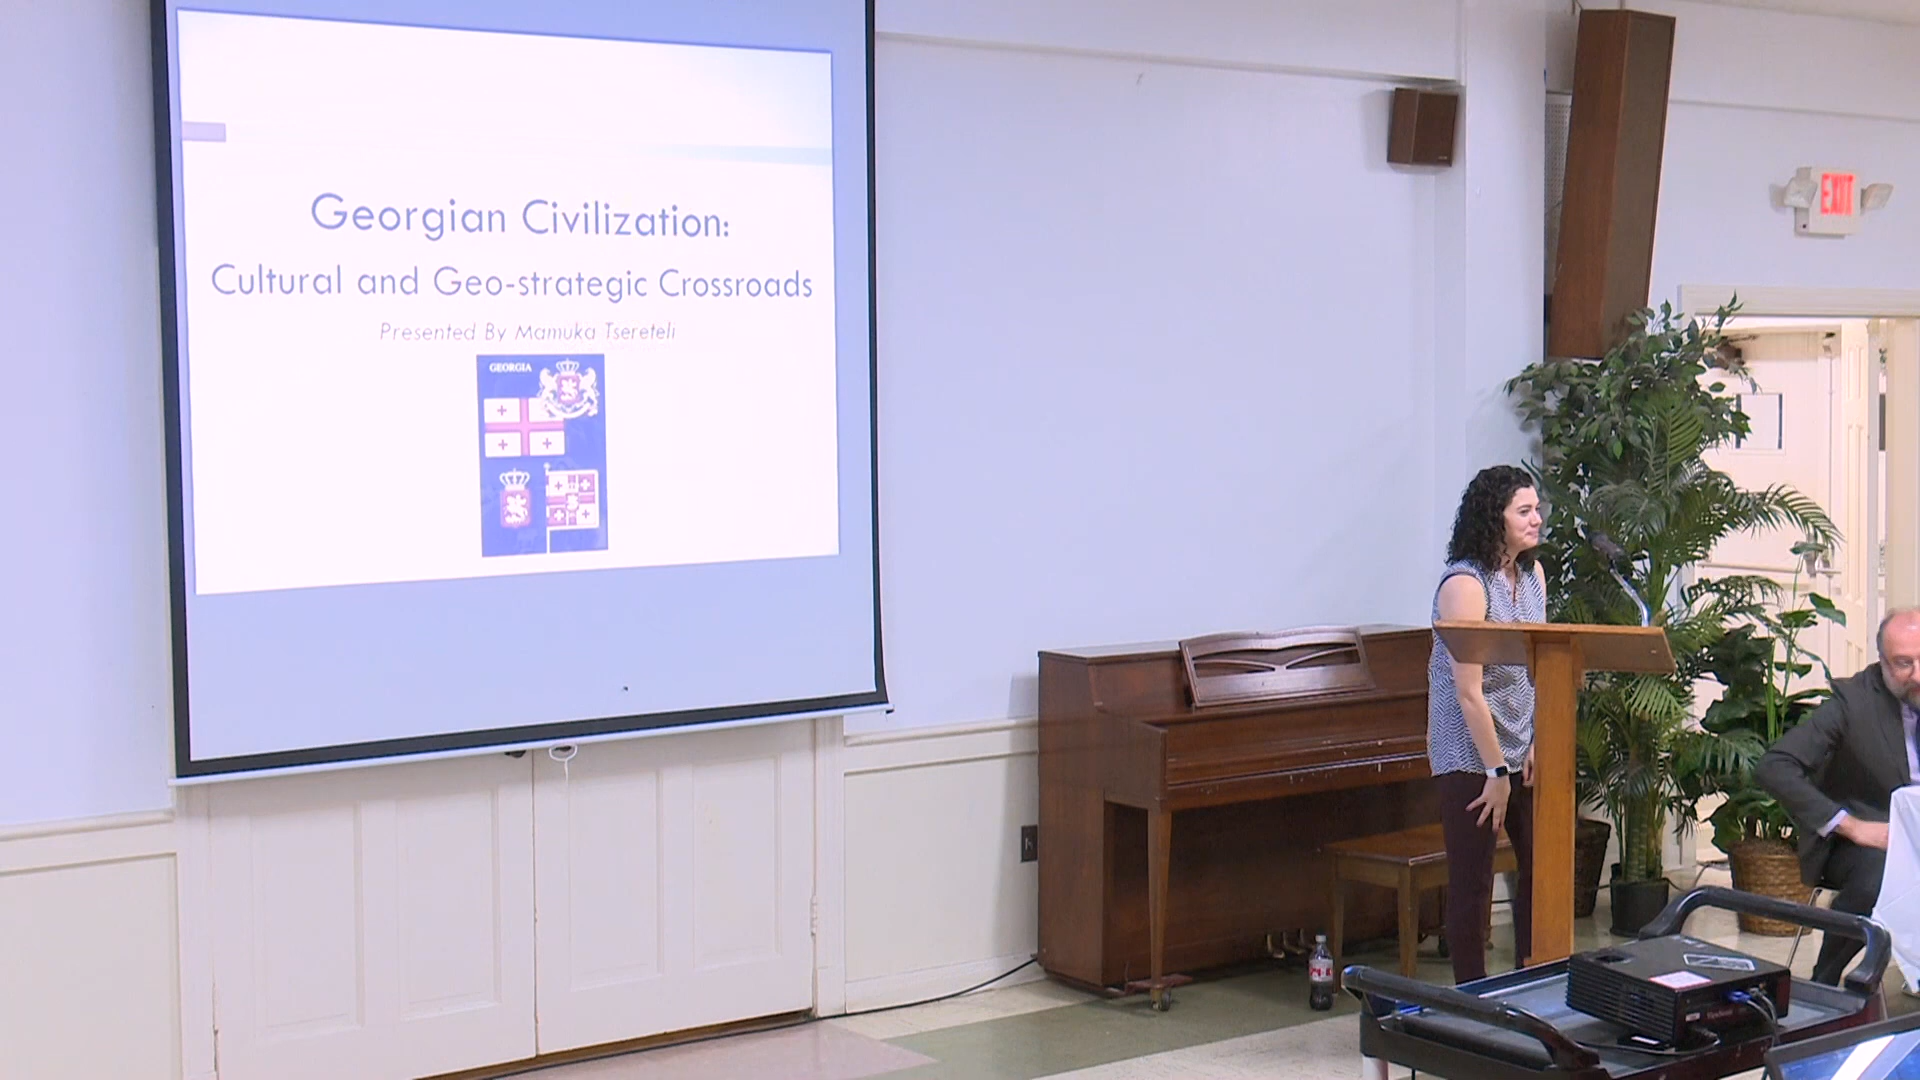 Georgian Civilization:
Cultural and Geo-strategic Crossroads
Presented By Mamuka Tsereteli
GEORGIA
EXIT